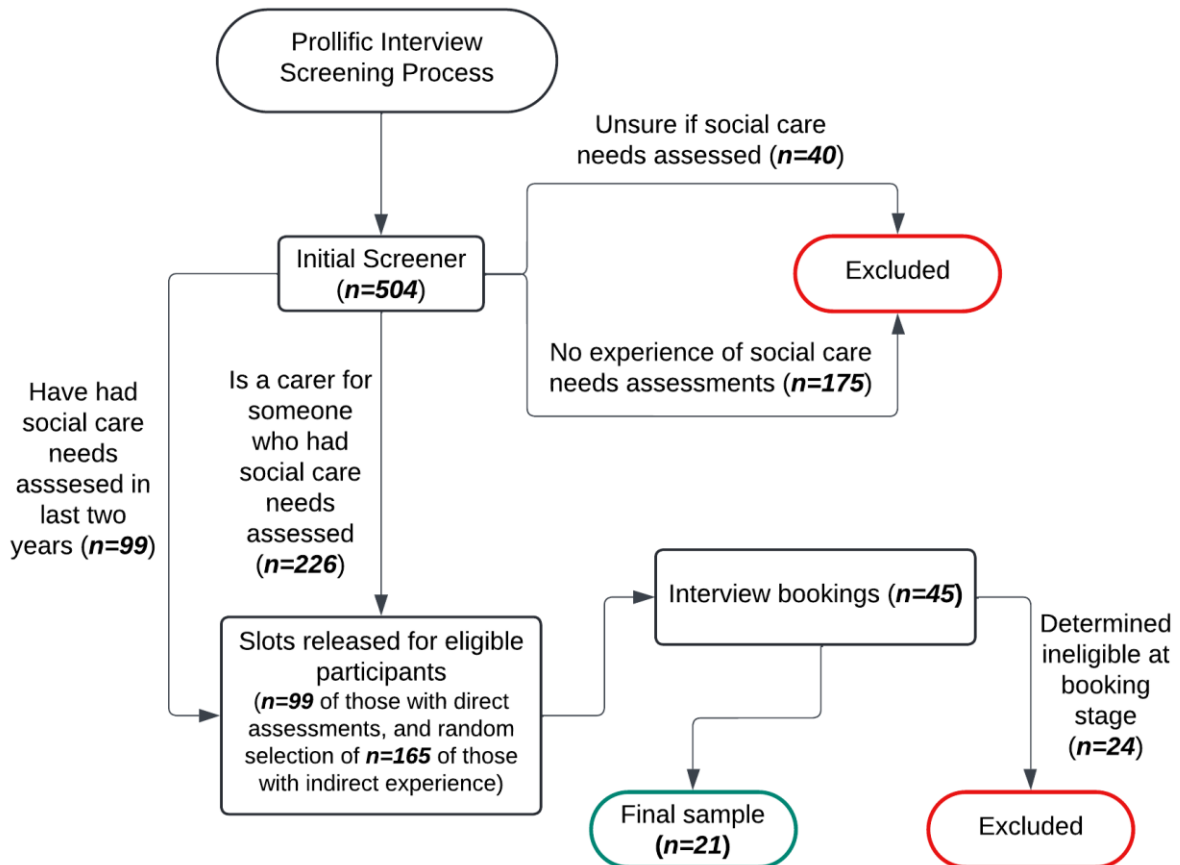 Prollific Interview
Screening Process
Unsure if social care
needs assessed (n=40)
Initial Screener
(n=504)
Excluded
No experience of social care
needs assessments (n=175)
Have had
social care
needs
asssesed in
last two
years (n=99)
Is a carer for
someone
who had
social care
needs
assessed
(n=226)
Slots released for eligible
participants
(n=99 of those with direct
assessments, and random
selection of n=165 of those
with indirect experience)
Interview bookings (n=45)
Determined
ineligible at
booking
stage
(n=24)
Final sample
(n=21)
Excluded